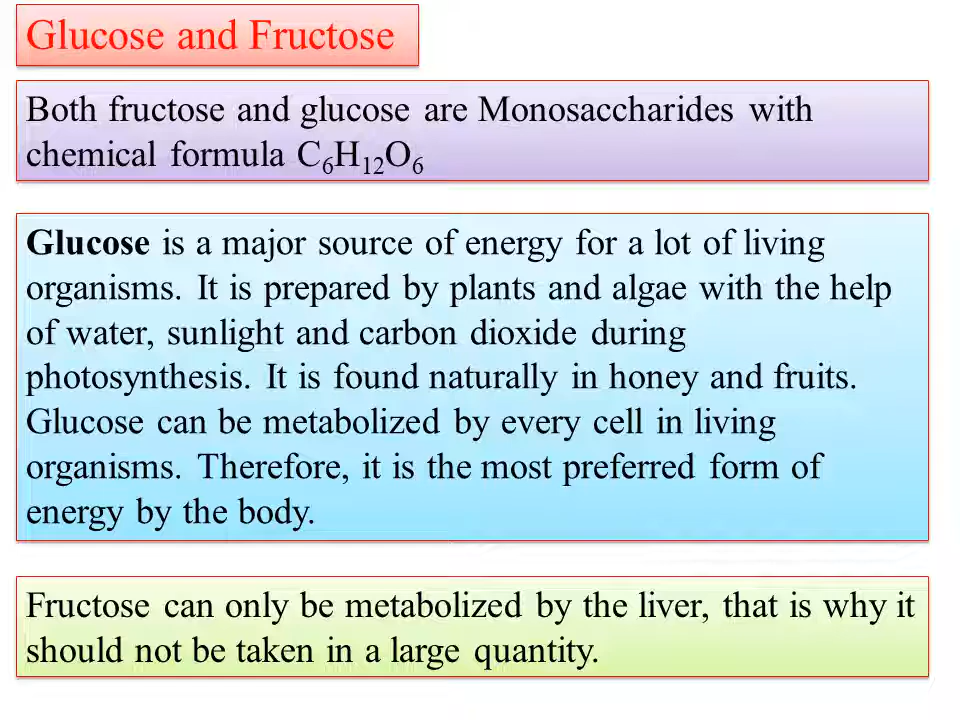 Glucose and Fructose
Both fructose and glucose are Monosaccharides with
chemical formula C₆H₁₂O₆
Glucose is a major source of energy for a lot of living
organisms. It is prepared by plants and algae with the help
of water, sunlight and carbon dioxide during
photosynthesis. It is found naturally in honey and fruits.
Glucose can be metabolized by every cell in living
organisms. Therefore, it is the most preferred form of
energy by the body.
Fructose can only be metabolized by the liver, that is why it
should not be taken in a large quantity.